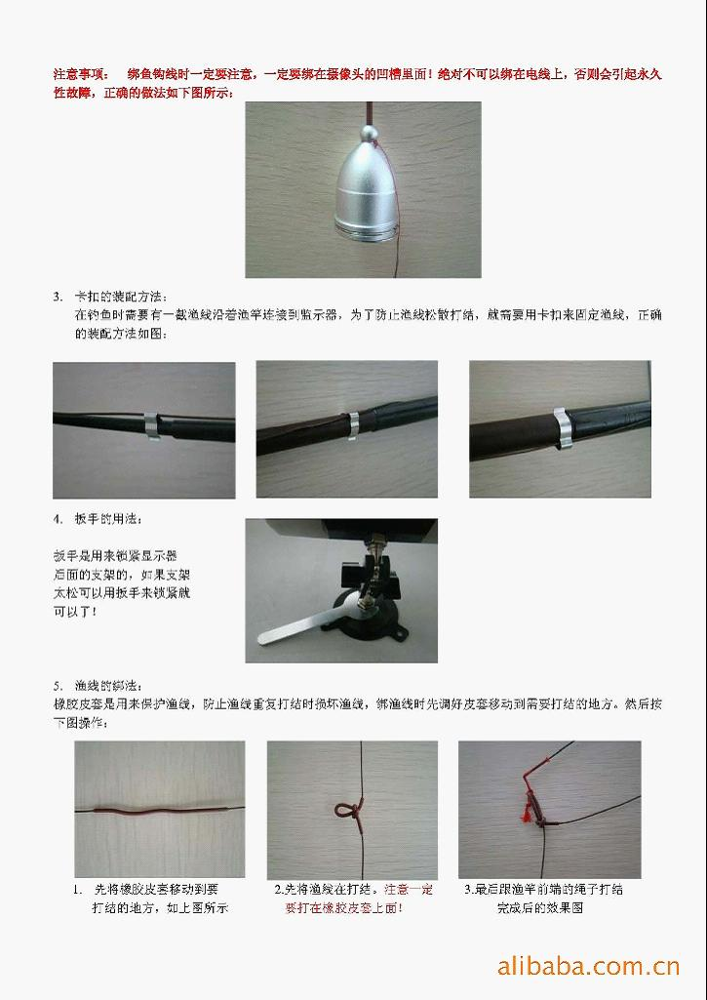 注意事项：  绑鱼钩线时一定要注意，一定要绑在摄像头的凹槽里面！绝对不可以绑在电线上，否则会引起永久
性故障，正确的做法如下图所示：
3. 卡扣的装配方法：
在钓鱼时需要有一截渔线沿着渔竿连接到监示器，为了防止渔线松散打结，就需要用卡扣来固定渔线，正确
的装配方法如图：
4. 扳手的用法：
扳手是用来锁紧显示器
后面的支架的，如果支架
太松可以用扳手来锁紧就
可以了！
5. 渔线的绑法：
橡胶皮套是用来保护渔线，防止渔线重复打结时损坏渔线，绑渔线时先调好皮套移动到需要打结的地方。然后按
下图操作：
1. 先将橡胶皮套移动到要
打结的地方，如上图所示
2.先将渔线在打结。注意一定
要打在橡胶皮套上面！
3.最后跟渔竿前端的绳子打结
完成后的效果图
alibaba.com.cn